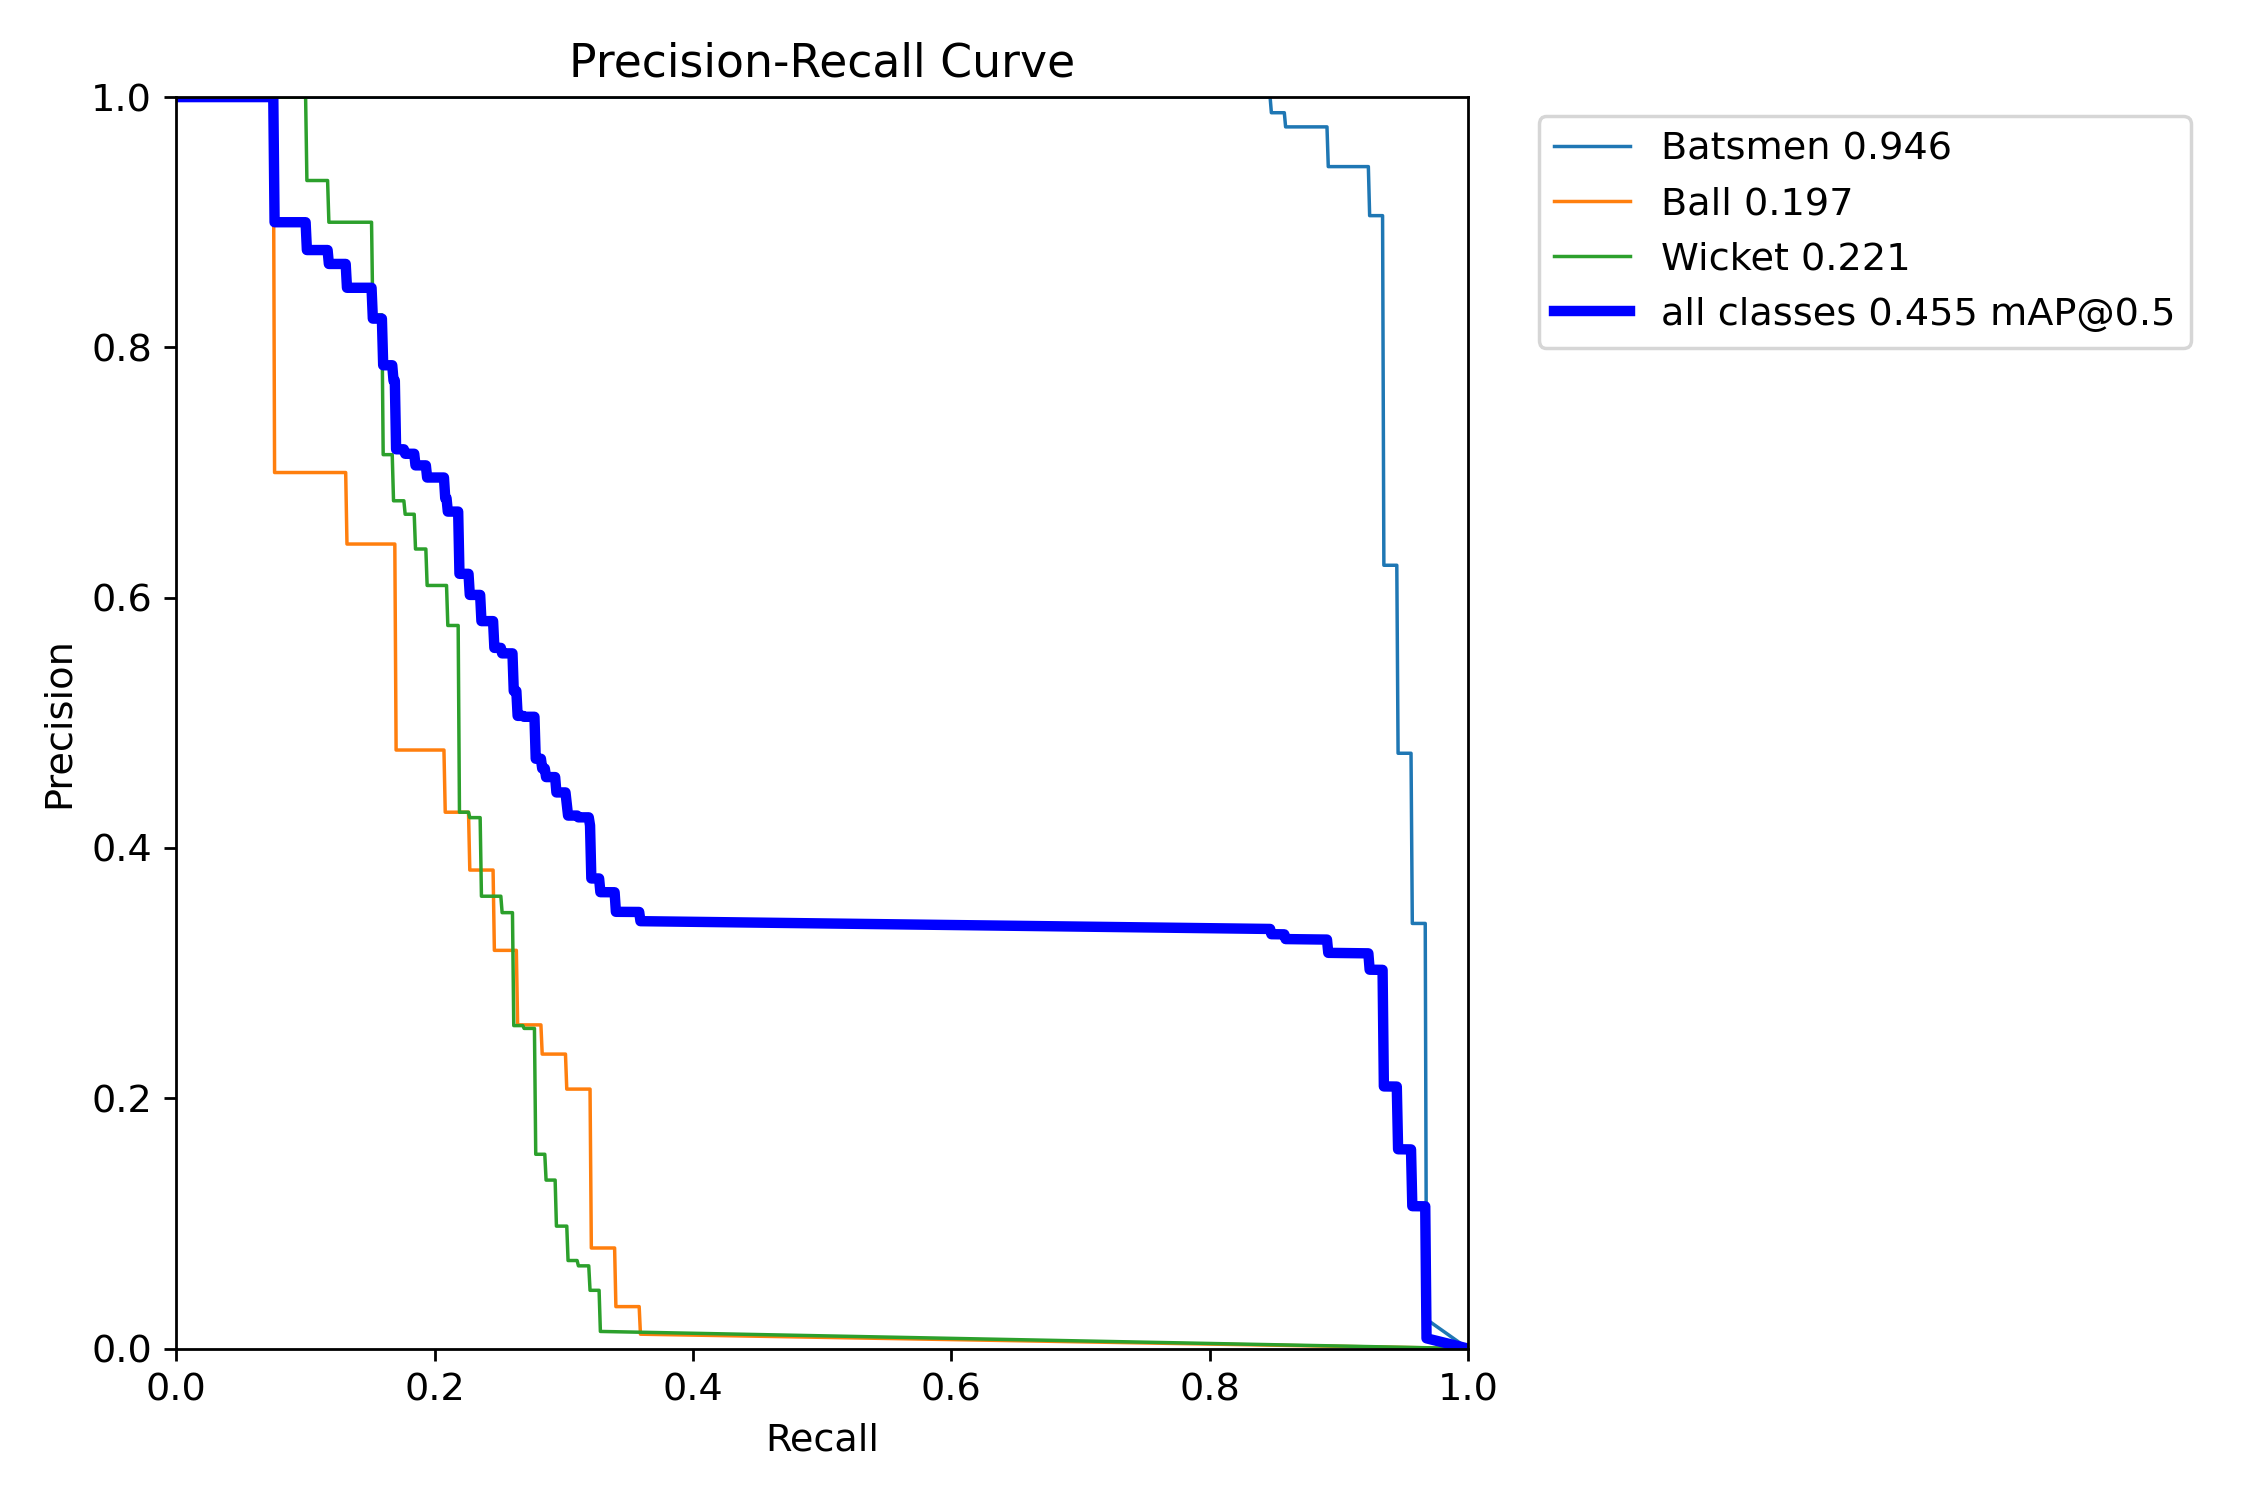 Precision-Recall Curve
1.0
0.8
0.6
0.4
0.2
0.0
Precision
0.0 0.2 0.4 0.6 0.8 1.0
Recall
Batsmen 0.946
Ball 0.197
Wicket 0.221
all classes 0.455 mAP@0.5